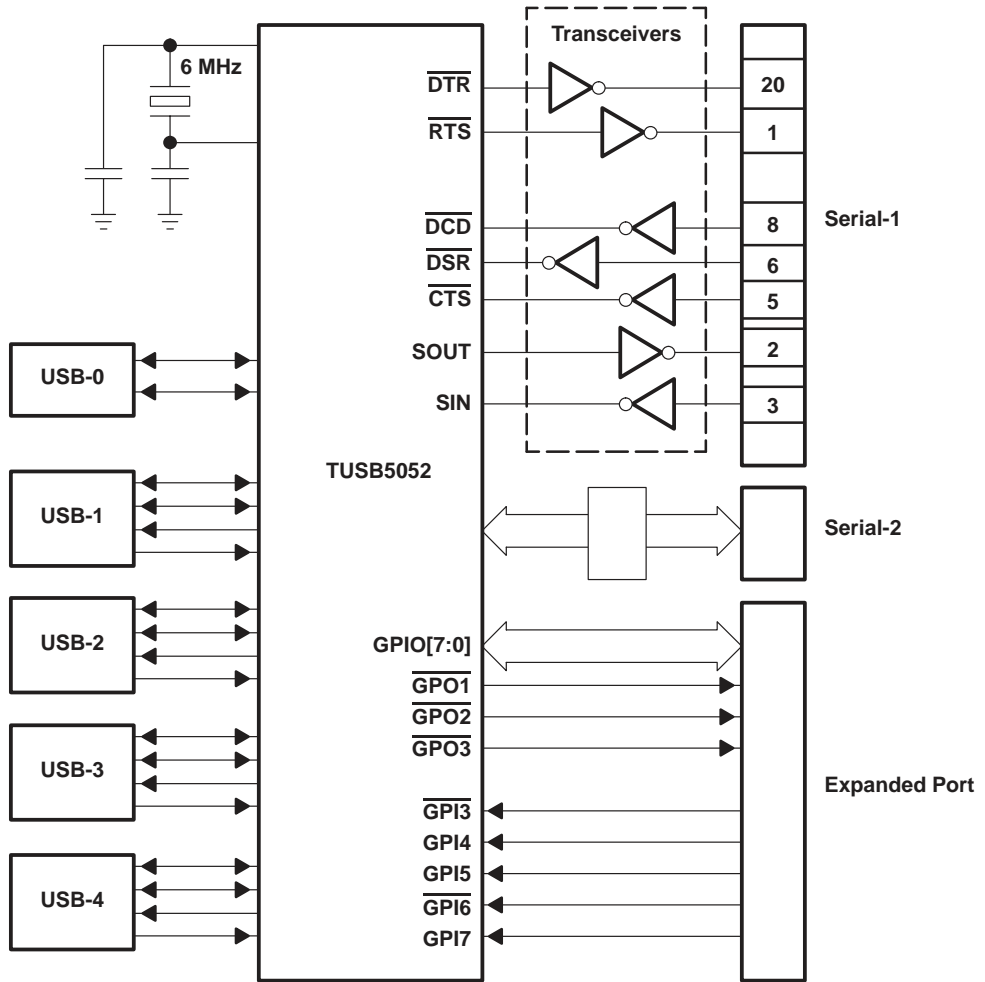 Transceivers
6 MHz
DTR
20
RTS
1
DCD
8
Serial-1
DSR
6
CTS
5
SOUT
2
USB-0
SIN
3
TUSB5052
USB-1
Serial-2
USB-2
GPIO[7:0]
GPO1
GPO2
GPO3
USB-3
Expanded Port
GPI3
GPI4
GPI5
USB-4
GPI6
GPI7